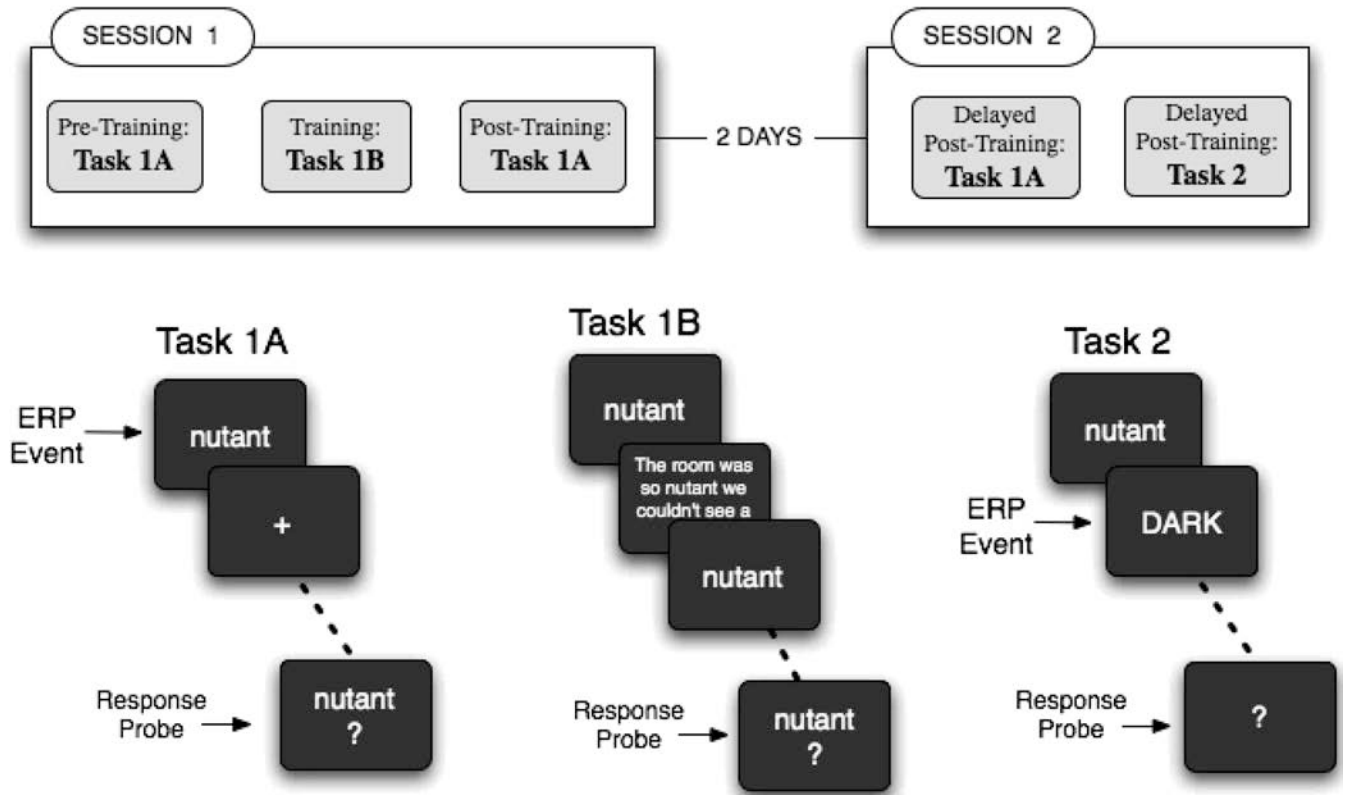 SESSION 1
Pre-Training:
Task 1A
Training:
Task 1B
Post-Training:
Task 1A
2 DAYS
SESSION 2
Delayed
Post-Training:
Task 1A
Delayed
Post-Training:
Task 2
Task 1A
ERP
Event
nutant
+
Response
Probe
nutant
?
Task 1B
nutant
The room was
so nutant we
couldn't see a
nutant
Response
Probe
nutant
?
Task 2
nutant
ERP
Event
DARK
Response
Probe
?